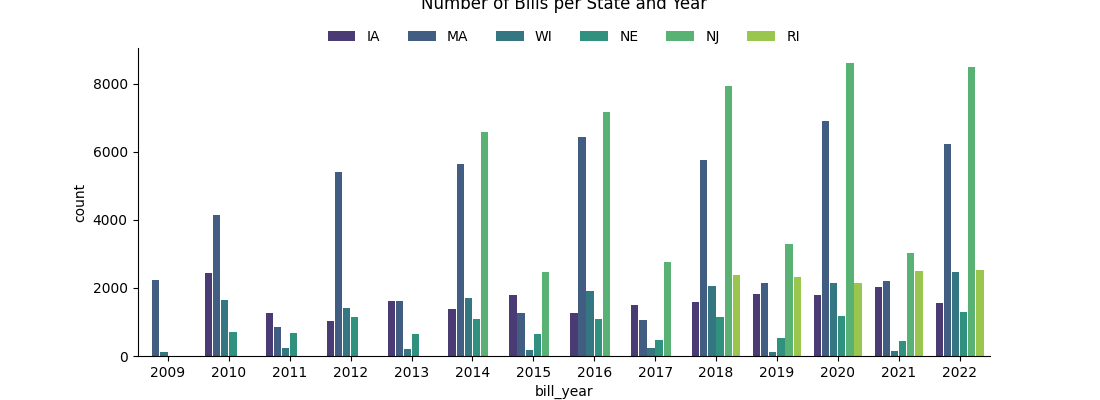 Number of Bills per State and Year
IA MA WI NE NJ RI
8000
6000
count
4000
2000
0
2009 2010 2011 2012 2013 2014 2015 2016 2017 2018 2019 2020 2021 2022
bill_year